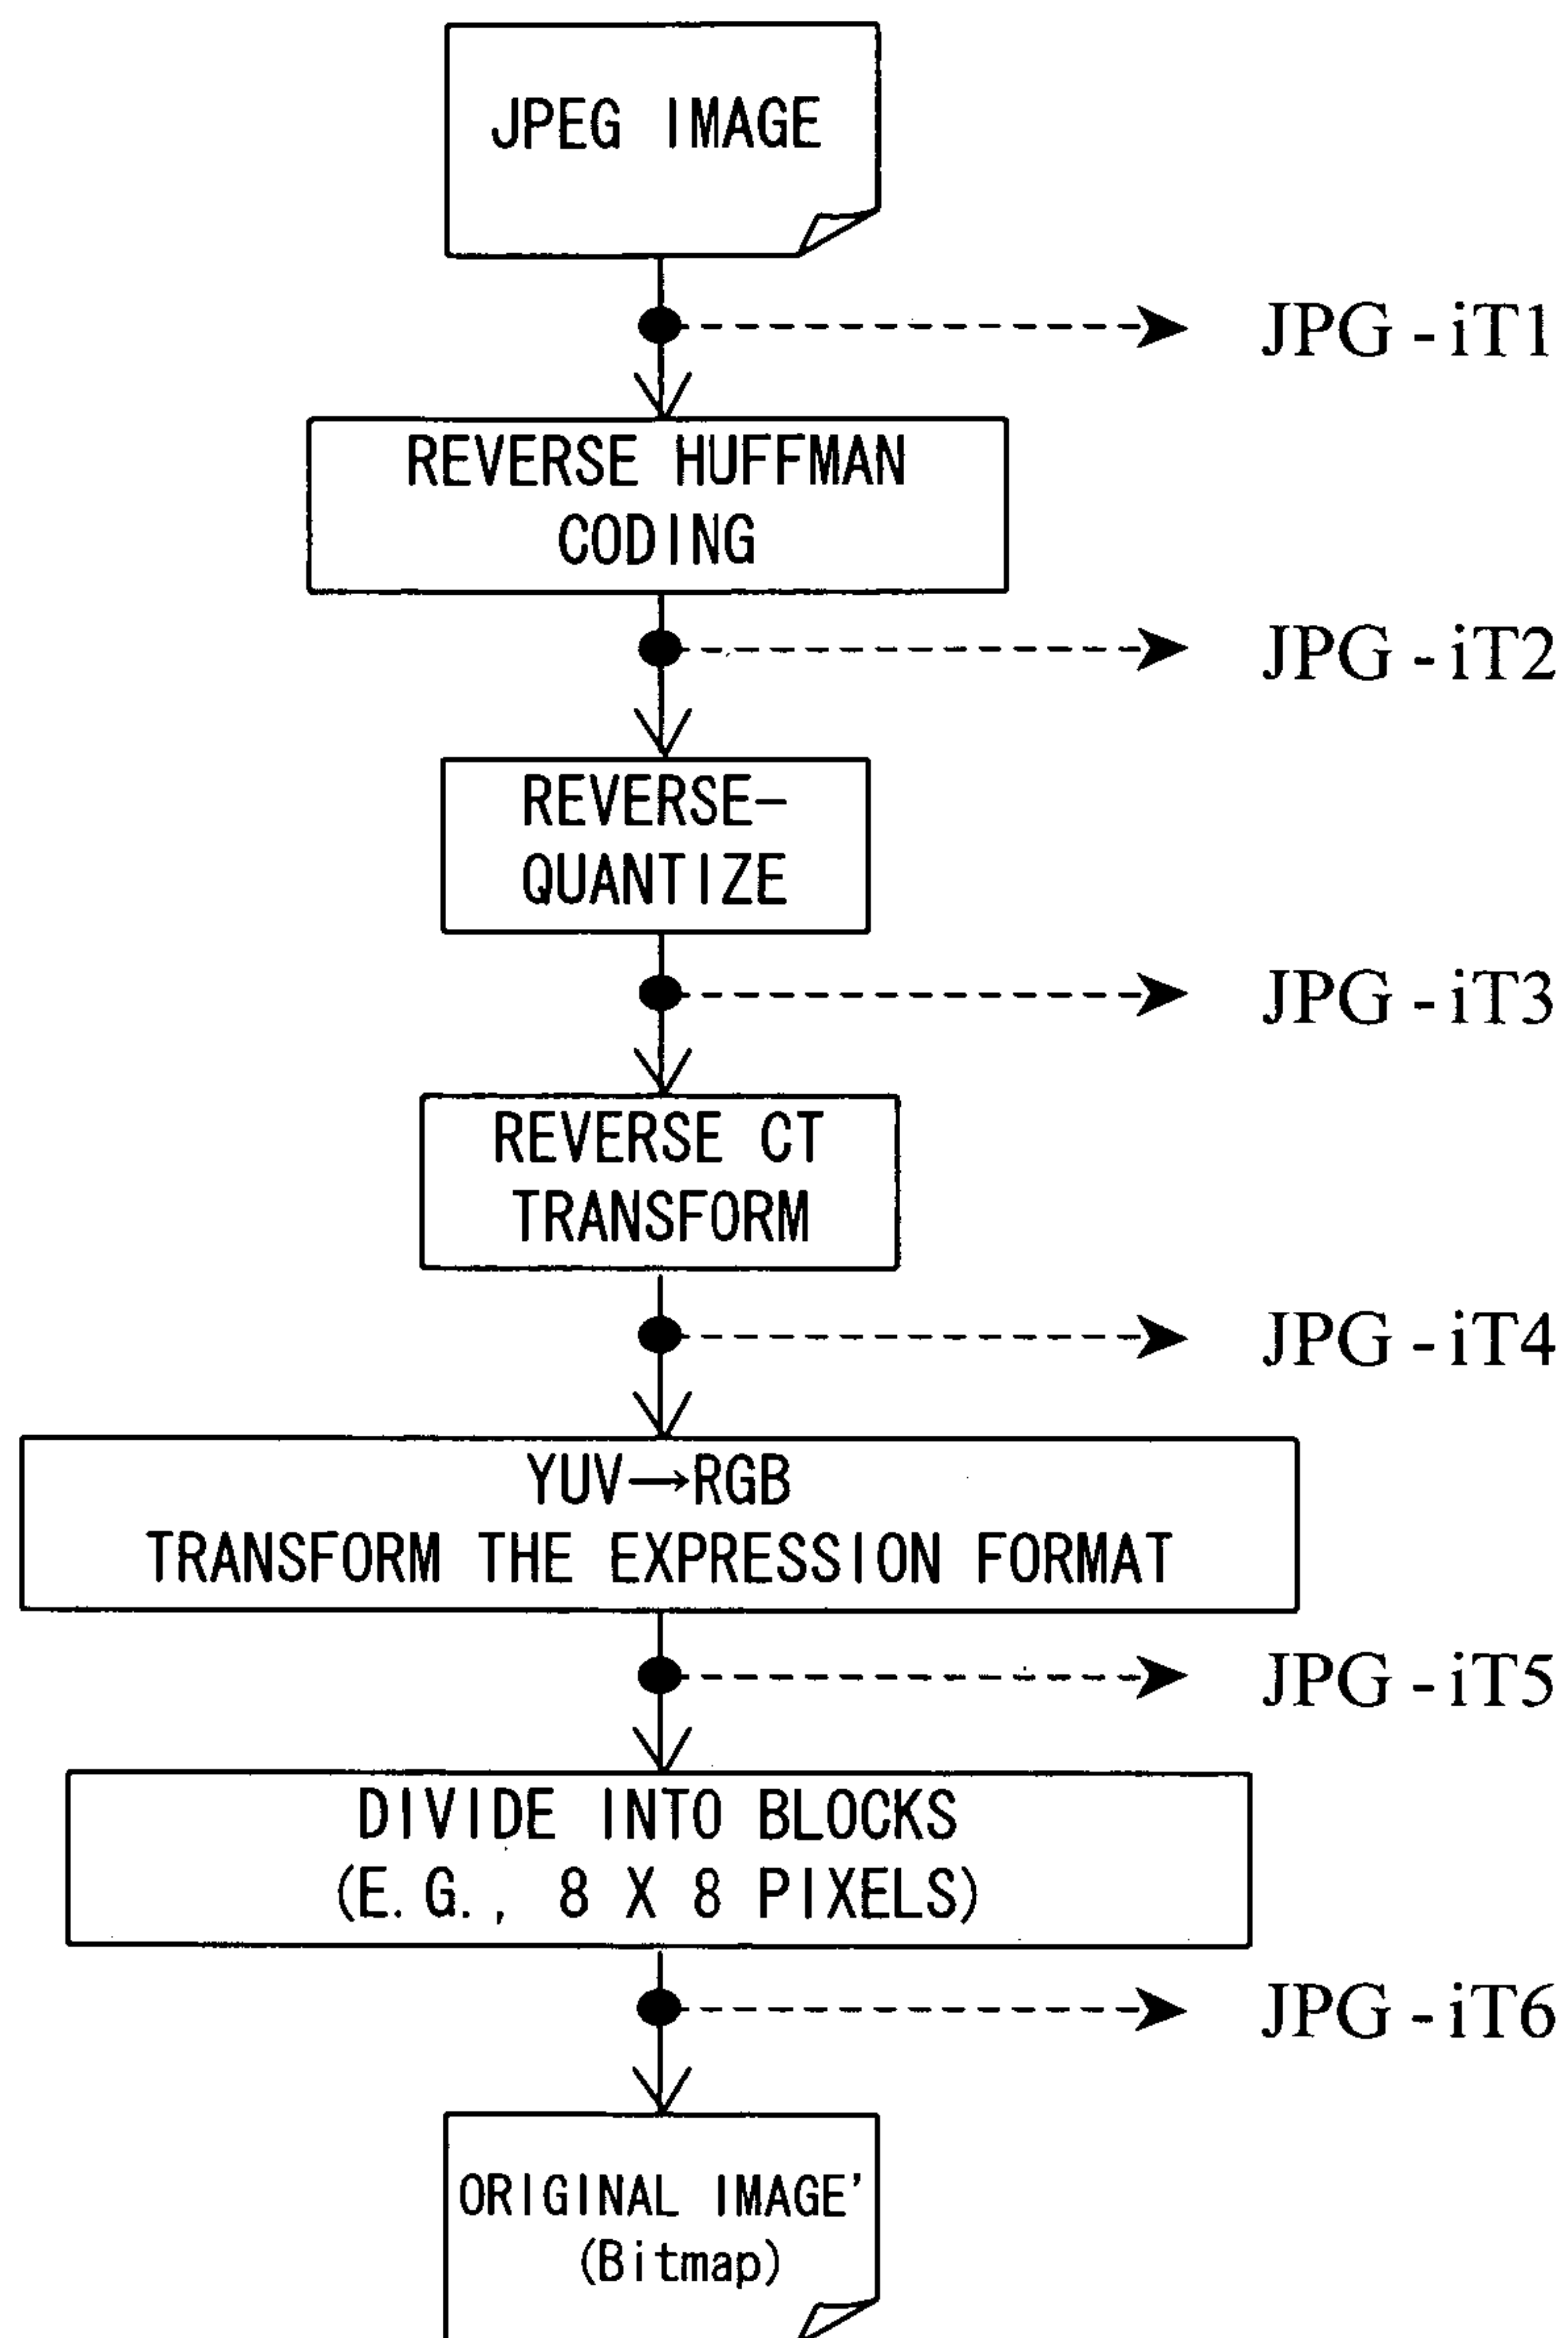 JPEG IMAGE
JPG - iT1
REVERSE HUFFMAN
CODING
JPG - iT2
REVERSE-
QUANTIZE
JPG - iT3
REVERSE CT
TRANSFORM
JPG - iT4
YUV→RGB
TRANSFORM THE EXPRESSION FORMAT
JPG - iT5
DIVIDE INTO BLOCKS
(E.G., 8 X 8 PIXELS)
JPG - iT6
ORIGINAL IMAGE'
(Bitmap)